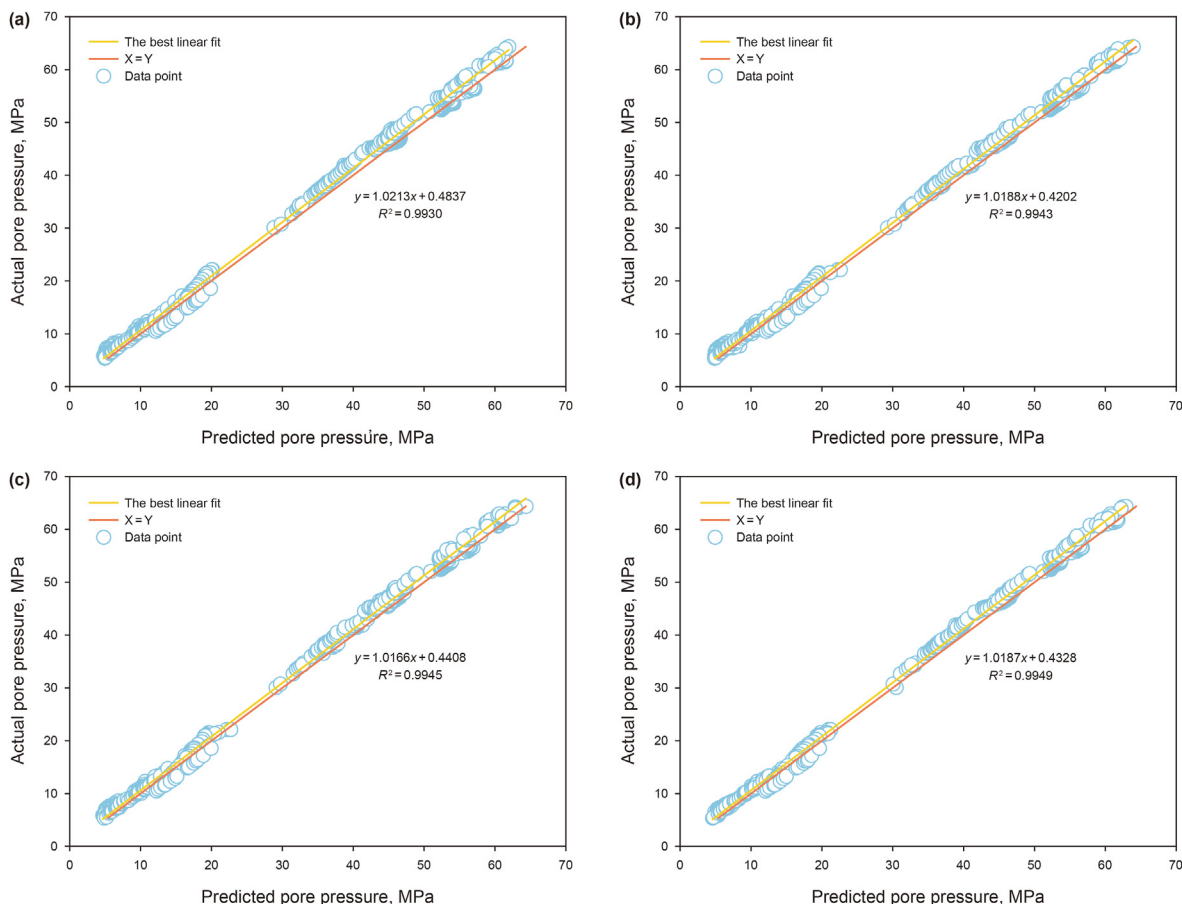 (a)
70
60
50
40
30
20
10
0
Actual pore pressure, MPa
The best linear fit
X = Y
Data point
y = 1.0213x + 0.4837
R² = 0.9930
0 10 20 30 40 50 60 70
Predicted pore pressure, MPa
(b)
70
60
50
40
30
20
10
0
Actual pore pressure, MPa
The best linear fit
X = Y
Data point
y = 1.0188x + 0.4202
R² = 0.9943
0 10 20 30 40 50 60 70
Predicted pore pressure, MPa
(c)
70
60
50
40
30
20
10
0
Actual pore pressure, MPa
The best linear fit
X = Y
Data point
y = 1.0166x + 0.4408
R² = 0.9945
0 10 20 30 40 50 60 70
Predicted pore pressure, MPa
(d)
70
60
50
40
30
20
10
0
Actual pore pressure, MPa
The best linear fit
X = Y
Data point
y = 1.0187x + 0.4328
R² = 0.9949
0 10 20 30 40 50 60 70
Predicted pore pressure, MPa